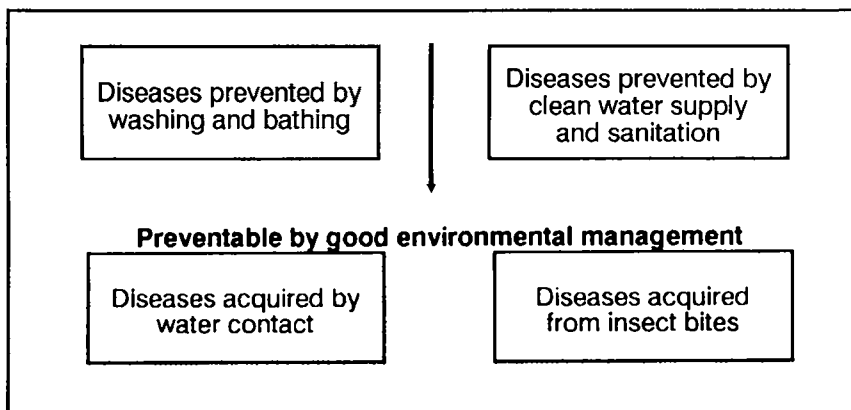 Diseases prevented by
washing and bathing
Diseases prevented by
clean water supply
and sanitation
Preventable by good environmental management
Diseases acquired by
water contact
Diseases acquired
from insect bites